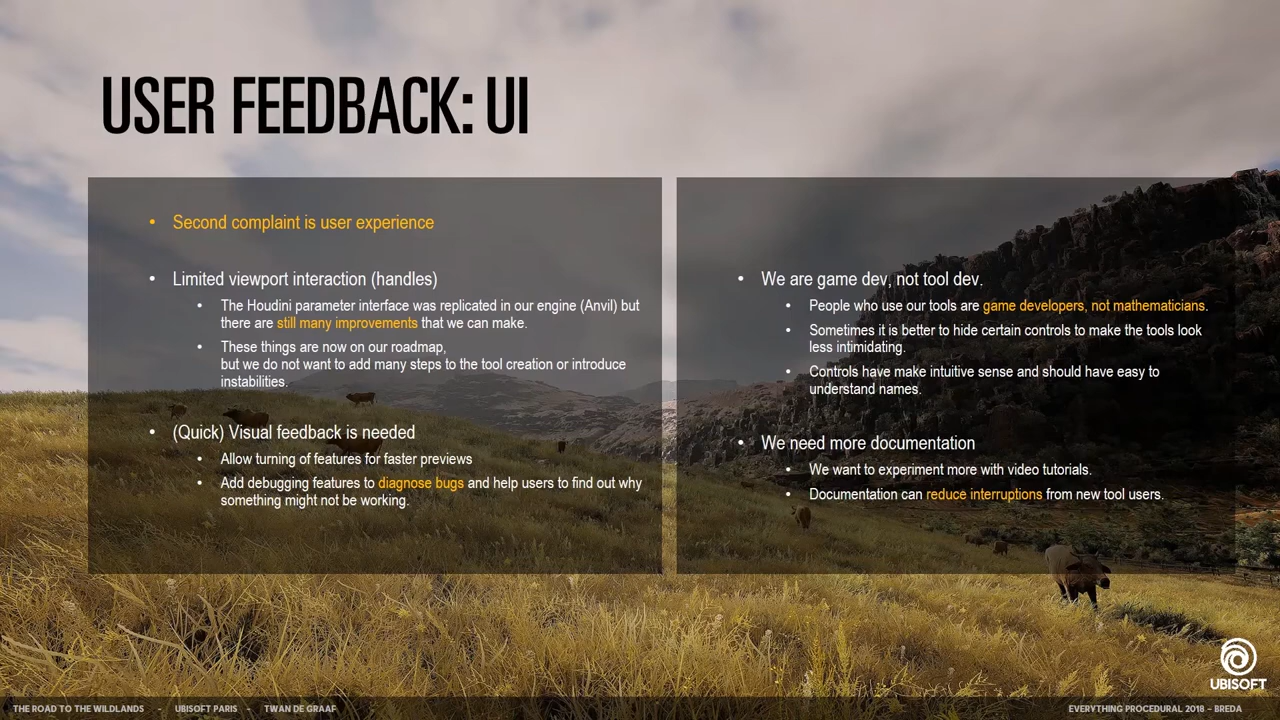 USER FEEDBACK: UI
• Second complaint is user experience
• Limited viewport interaction (handles)
• The Houdini parameter interface was replicated in our engine (Anvil) but
there are still many improvements that we can make.
• These things are now on our roadmap,
but we do not want to add many steps to the tool creation or introduce
instabilities.
• (Quick) Visual feedback is needed
• Allow turning of features for faster previews
• Add debugging features to diagnose bugs and help users to find out why
something might not be working.
• We are game dev, not tool dev.
• People who use our tools are game developers, not mathematicians.
• Sometimes it is better to hide certain controls to make the tools look
less intimidating.
• Controls have make intuitive sense and should have easy to
understand names.
• We need more documentation
• We want to experiment more with video tutorials.
• Documentation can reduce interruptions from new tool users.
UBISOFT
THE ROAD TO THE WILDLANDS - UBISOFT PARIS - TWAN DE GRAAF
EVERYTHING PROCEDURAL 2018 – BREDA